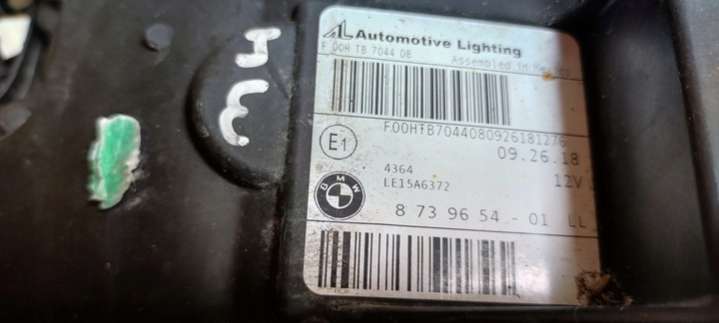 AL Automotive Lighting
F 00H TB 7044 08
Assembled in Mexico
F00HTB7044080926181276
E1
09.26.18
4364
12V
LE15A6372
BMW
8 73 96 54 - 01 LL